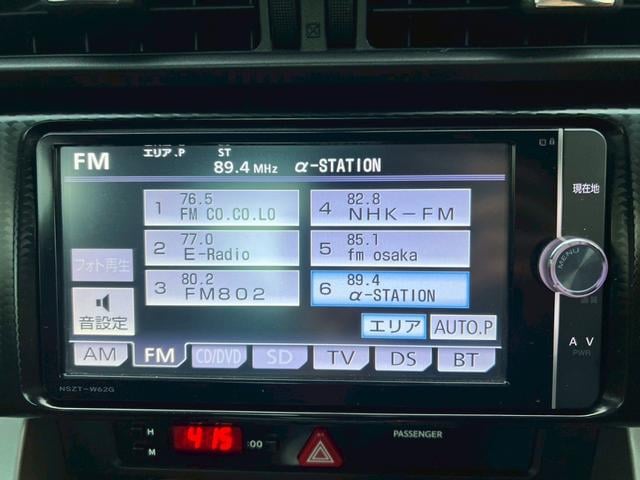 エリア.P ST
FM 89.4 MHz α-STATION
1 76.5 FM CO.CO.LO
4 82.8 NHK-FM
2 77.0 E-Radio
5 85.1 fm osaka
3 80.2 FM802
6 89.4 α-STATION
フォト再生
音設定
エリア AUTO.P
AM FM CD/DVD SD TV DS BT
NSZT-W62G
現在地
MENU
AV
PWR
H 4:15 :00
M
PASSENGER